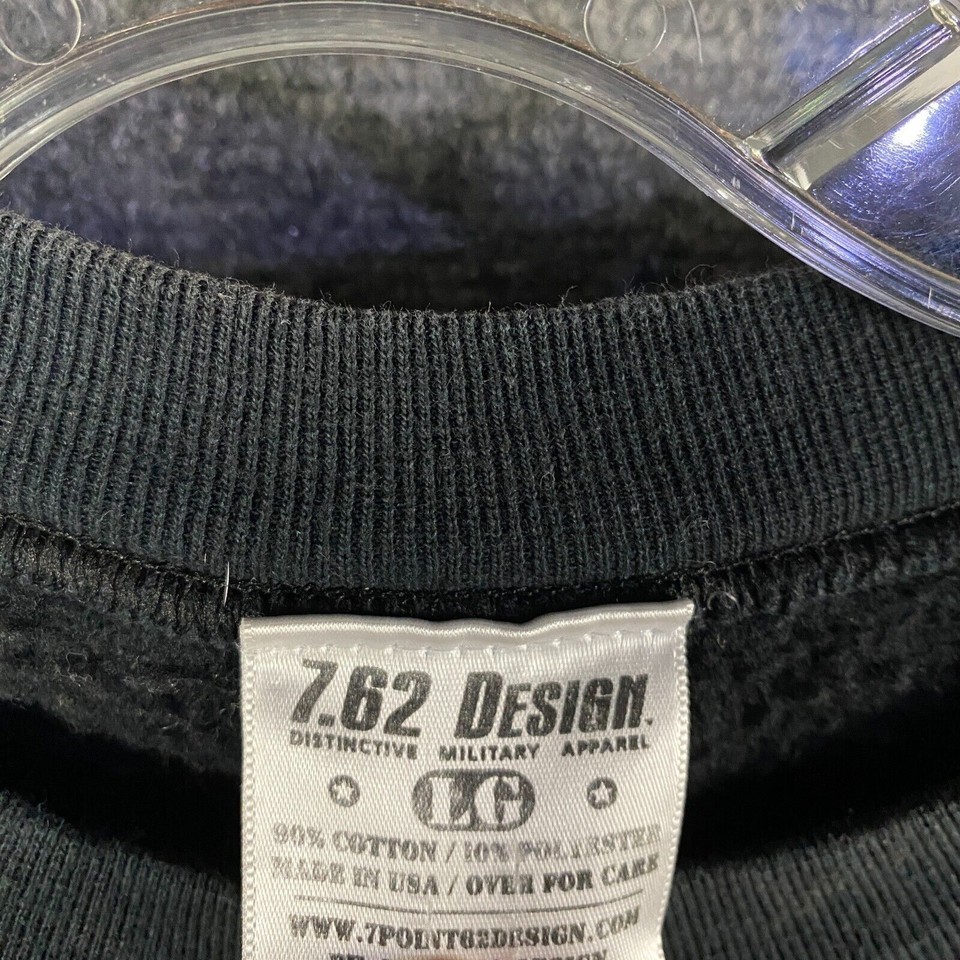 7.62 DESIGN.
DISTINCTIVE MILITARY APPAREL
LG
90% COTTON / 10% POLYESTER
MADE IN USA / OVER FOR CARE
WWW.7POINT62DESIGN.COM